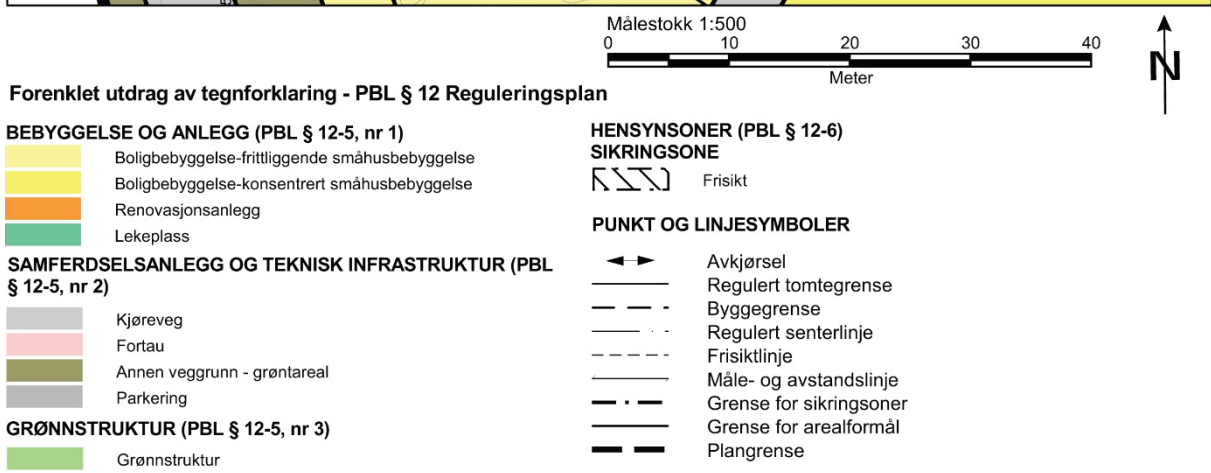 Målestokk 1:500
0 10 20 30 40
Meter
N
Forenklet utdrag av tegnforklaring - PBL § 12 Reguleringsplan
BEBYGGELSE OG ANLEGG (PBL § 12-5, nr 1)
Boligbebyggelse-frittliggende småhusbebyggelse
Boligbebyggelse-konsentrert småhusbebyggelse
Renovasjonsanlegg
Lekeplass
SAMFERDSELSANLEGG OG TEKNISK INFRASTRUKTUR (PBL
§ 12-5, nr 2)
Kjøreveg
Fortau
Annen veggrunn - grøntareal
Parkering
GRØNNSTRUKTUR (PBL § 12-5, nr 3)
Grønnstruktur
HENSYNSONER (PBL § 12-6)
SIKRINGSONE
Frisikt
PUNKT OG LINJESYMBOLER
Avkjørsel
Regulert tomtegrense
Byggegrense
Regulert senterlinje
Frisiktlinje
Måle- og avstandslinje
Grense for sikringsoner
Grense for arealformål
Plangrense